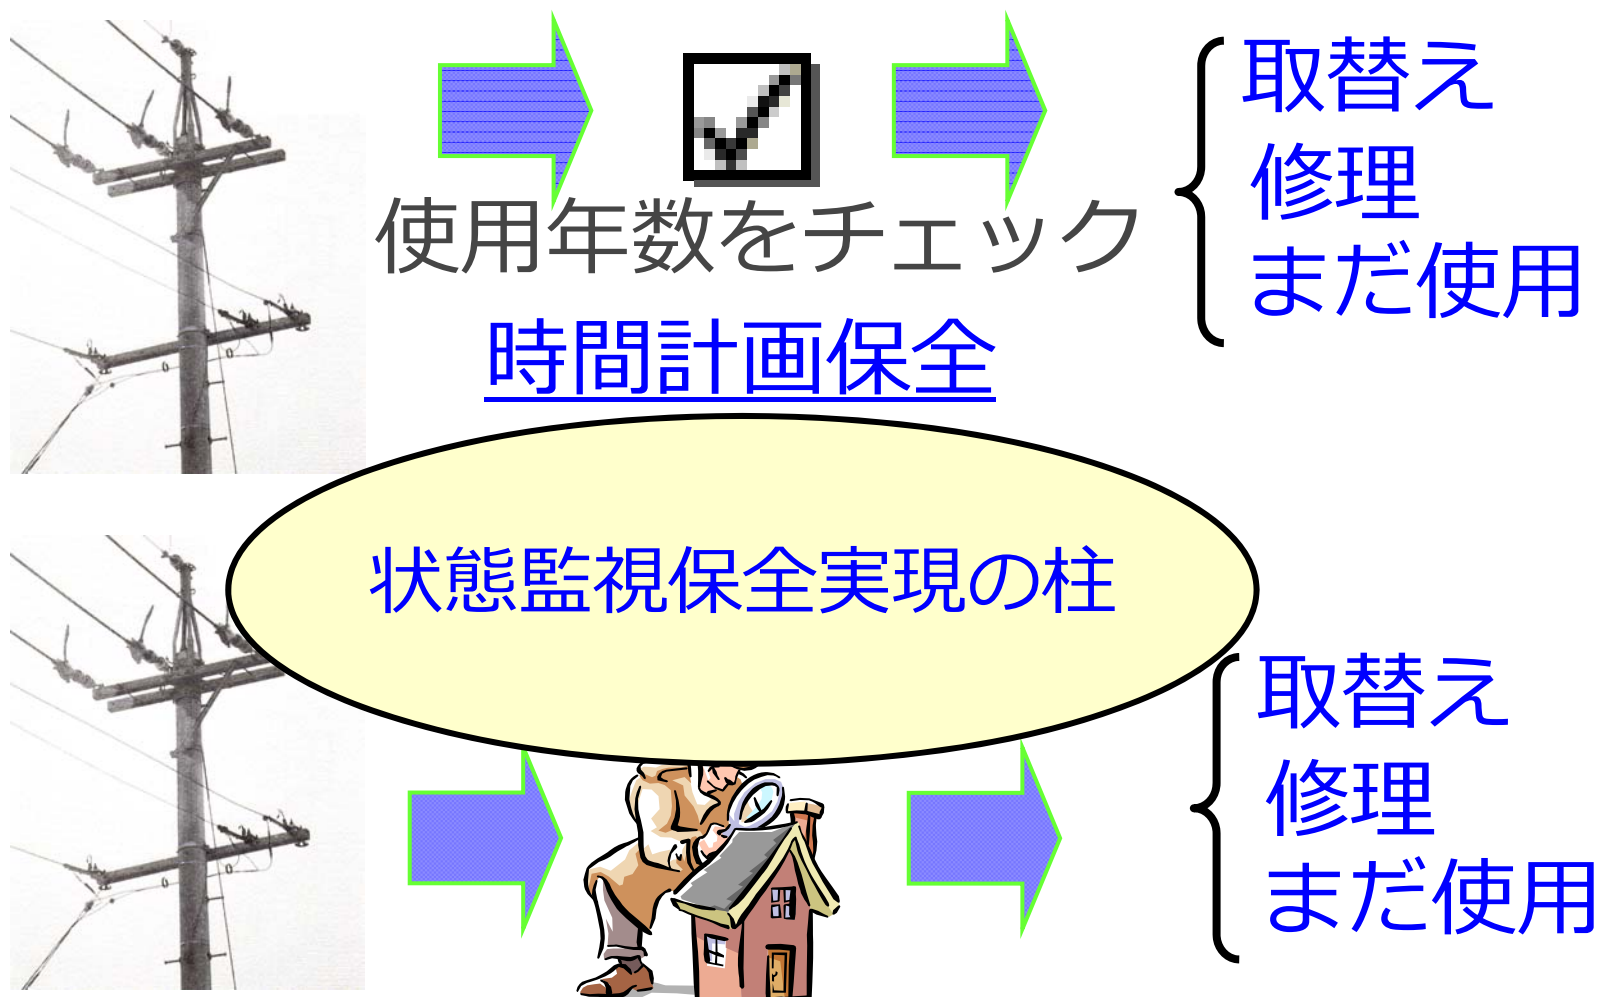 取替え
修理
まだ使用
使用年数をチェック
時間計画保全
状態監視保全実現の柱
取替え
修理
まだ使用